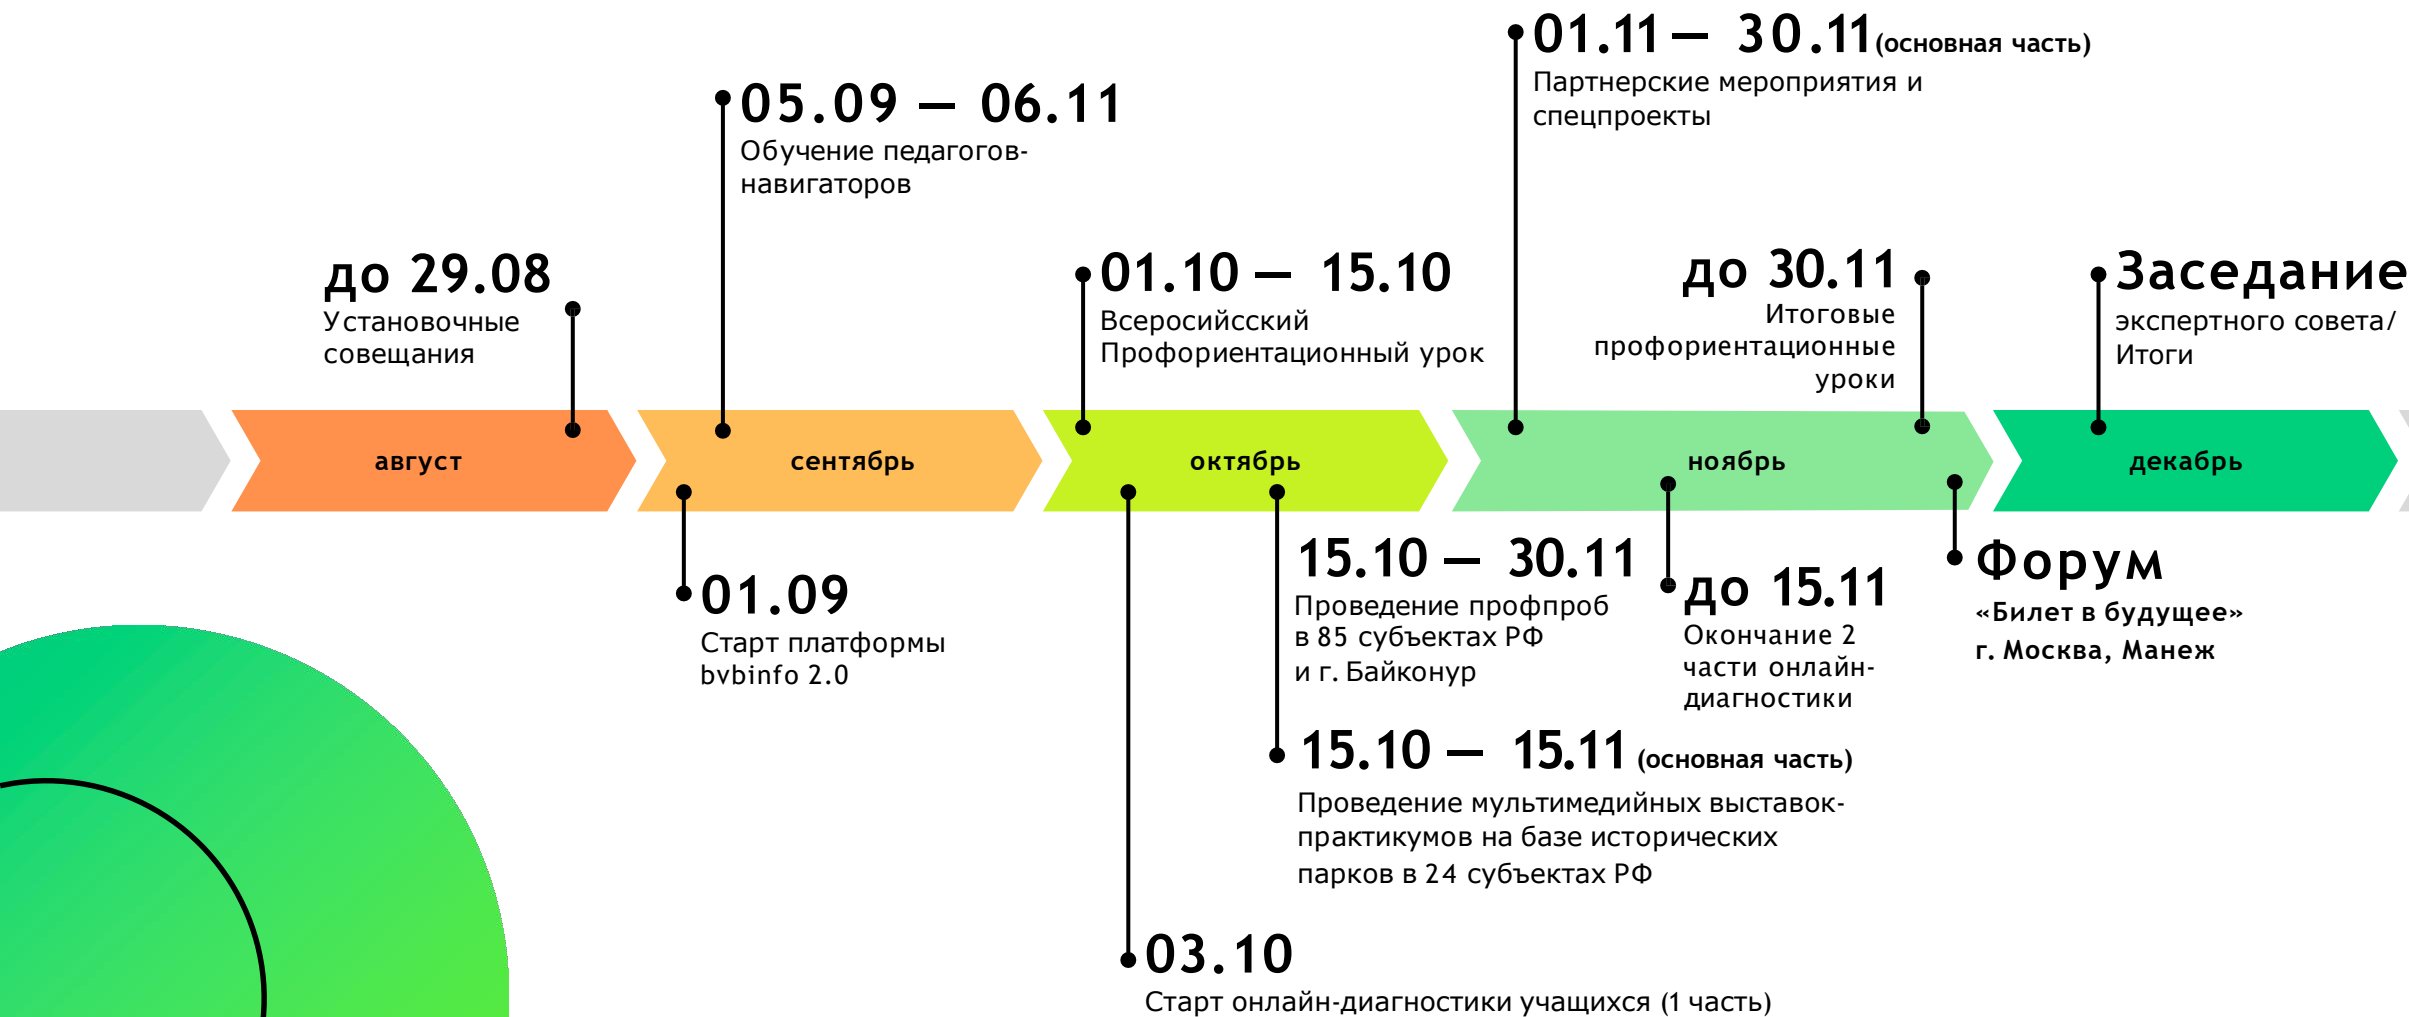 01.11 — 30.11 (основная часть)
Партнерские мероприятия и
спецпроекты
05.09 — 06.11
Обучение педагогов-
навигаторов
до 29.08
Установочные
совещания
01.10 — 15.10
Всеросийсский
Профориентационный урок
до 30.11
Итоговые
профориентационные
уроки
Заседание
экспертного совета/
Итоги
август
сентябрь
октябрь
ноябрь
декабрь
01.09
Старт платформы
bvbinfo 2.0
15.10 — 30.11
Проведение профпроб
в 85 субъектах РФ
и г. Байконур
до 15.11
Окончание 2
части онлайн-
диагностики
Форум
«Билет в будущее»
г. Москва, Манеж
15.10 — 15.11 (основная часть)
Проведение мультимедийных выставок-
практикумов на базе исторических
парков в 24 субъектах РФ
03.10
Старт онлайн-диагностики учащихся (1 часть)